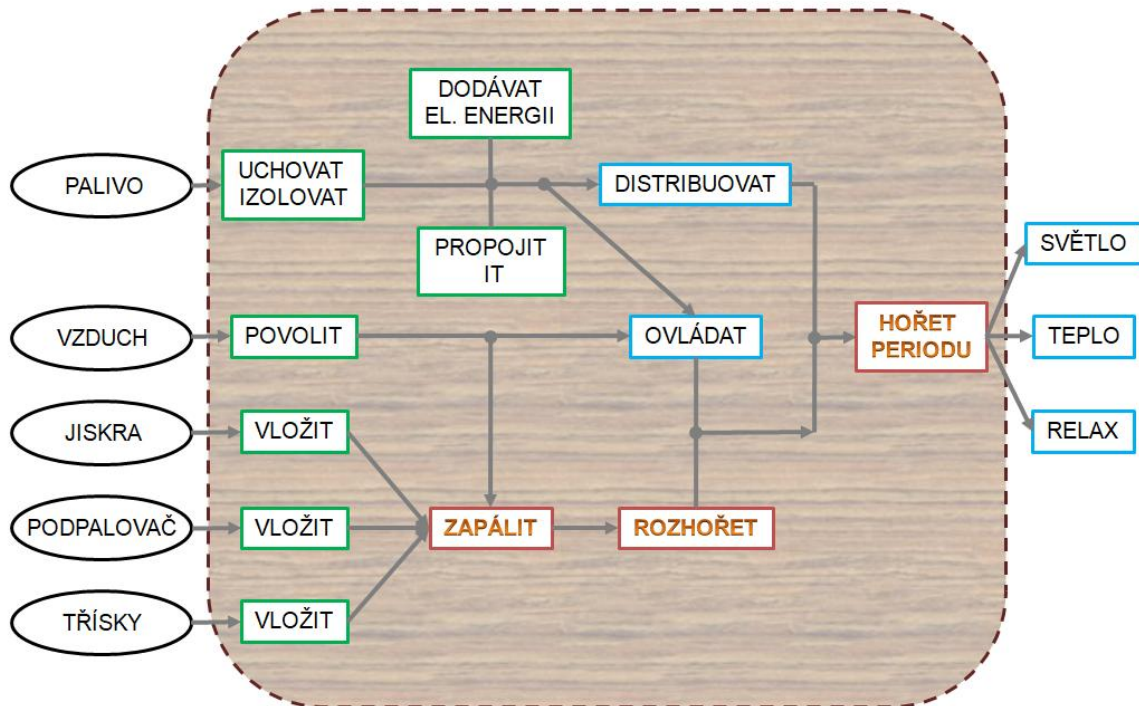 DODÁVAT
EL. ENERGII
PALIVO
UCHOVAT
IZOLOVAT
DISTRIBUOVAT
PROPOJIT
IT
SVĚTLO
VZDUCH
POVOLIT
OVLÁDAT
HOŘET
PERIODU
TEPLO
JISKRA
VLOŽIT
RELAX
PODPALOVAČ
VLOŽIT
ZAPÁLIT
ROZHOŘET
TŘÍSKY
VLOŽIT